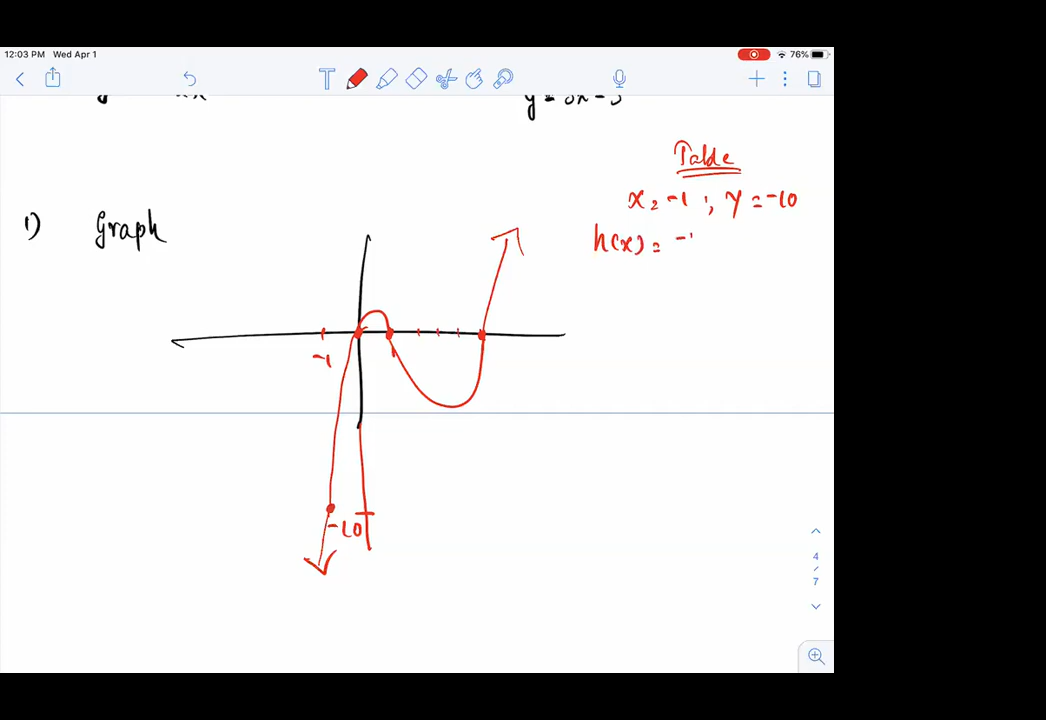 12:03 PM Wed Apr 1
76%
Table
x = -1 ; y = -10
h(x) = -1
1) Graph
-1
-10
4
/
7